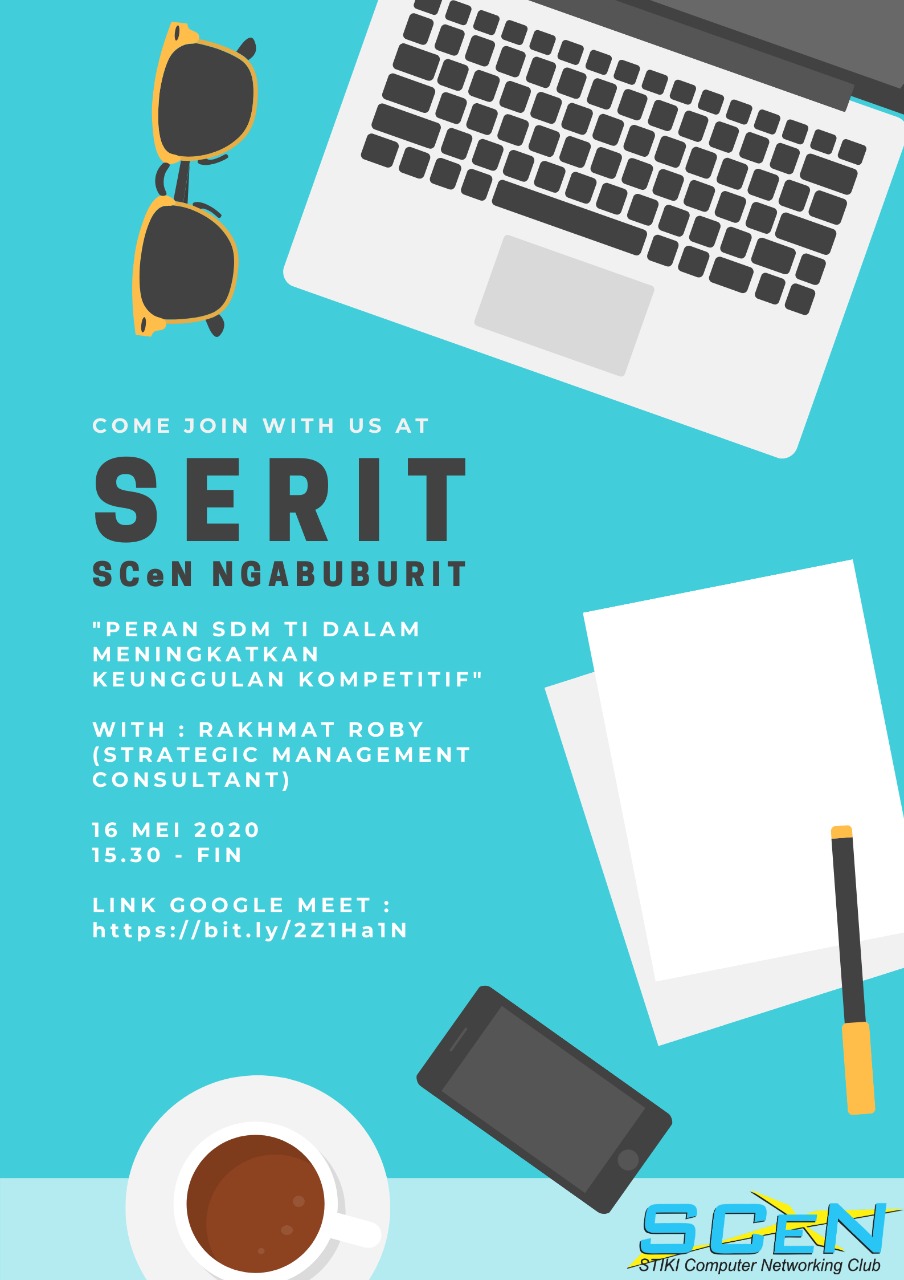 COME JOIN WITH US AT
SERIT
SCeN NGABUBURIT
"PERAN SDM TI DALAM
MENINGKATKAN
KEUNGGULAN KOMPETITIF"
WITH : RAKHMAT ROBY
(STRATEGIC MANAGEMENT
CONSULTANT)
16 MEI 2020
15.30 - FIN
LINK GOOGLE MEET :
https://bit.ly/2Z1Ha1N
SCeN
STIKI Computer Networking Club